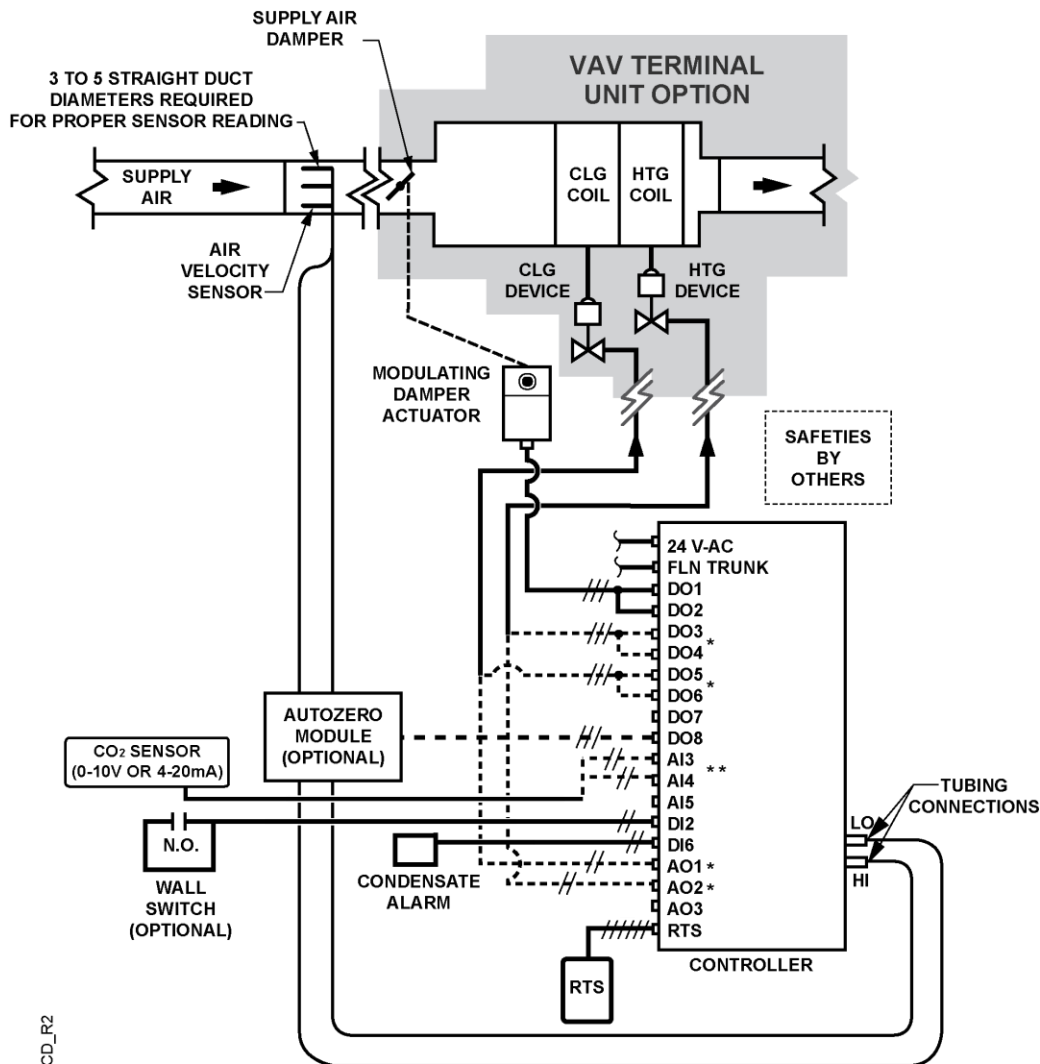 SUPPLY AIR
DAMPER
3 TO 5 STRAIGHT DUCT
DIAMETERS REQUIRED
FOR PROPER SENSOR READING
VAV TERMINAL
UNIT OPTION
SUPPLY
AIR
CLG
COIL
HTG
COIL
AIR
VELOCITY
SENSOR
CLG
DEVICE
HTG
DEVICE
MODULATING
DAMPER
ACTUATOR
SAFETIES
BY
OTHERS
24 V-AC
FLN TRUNK
DO1
DO2
DO3
*
DO4
DO5
*
DO6
DO7
DO8
AI3
**
AI4
AI5
DI2
DI6
AO1 *
AO2 *
AO3
RTS
CONTROLLER
AUTOZERO
MODULE
(OPTIONAL)
CO2 SENSOR
(0-10V OR 4-20mA)
N.O.
WALL
SWITCH
(OPTIONAL)
CONDENSATE
ALARM
RTS
TUBING
CONNECTIONS
LO
HI
CD_R2